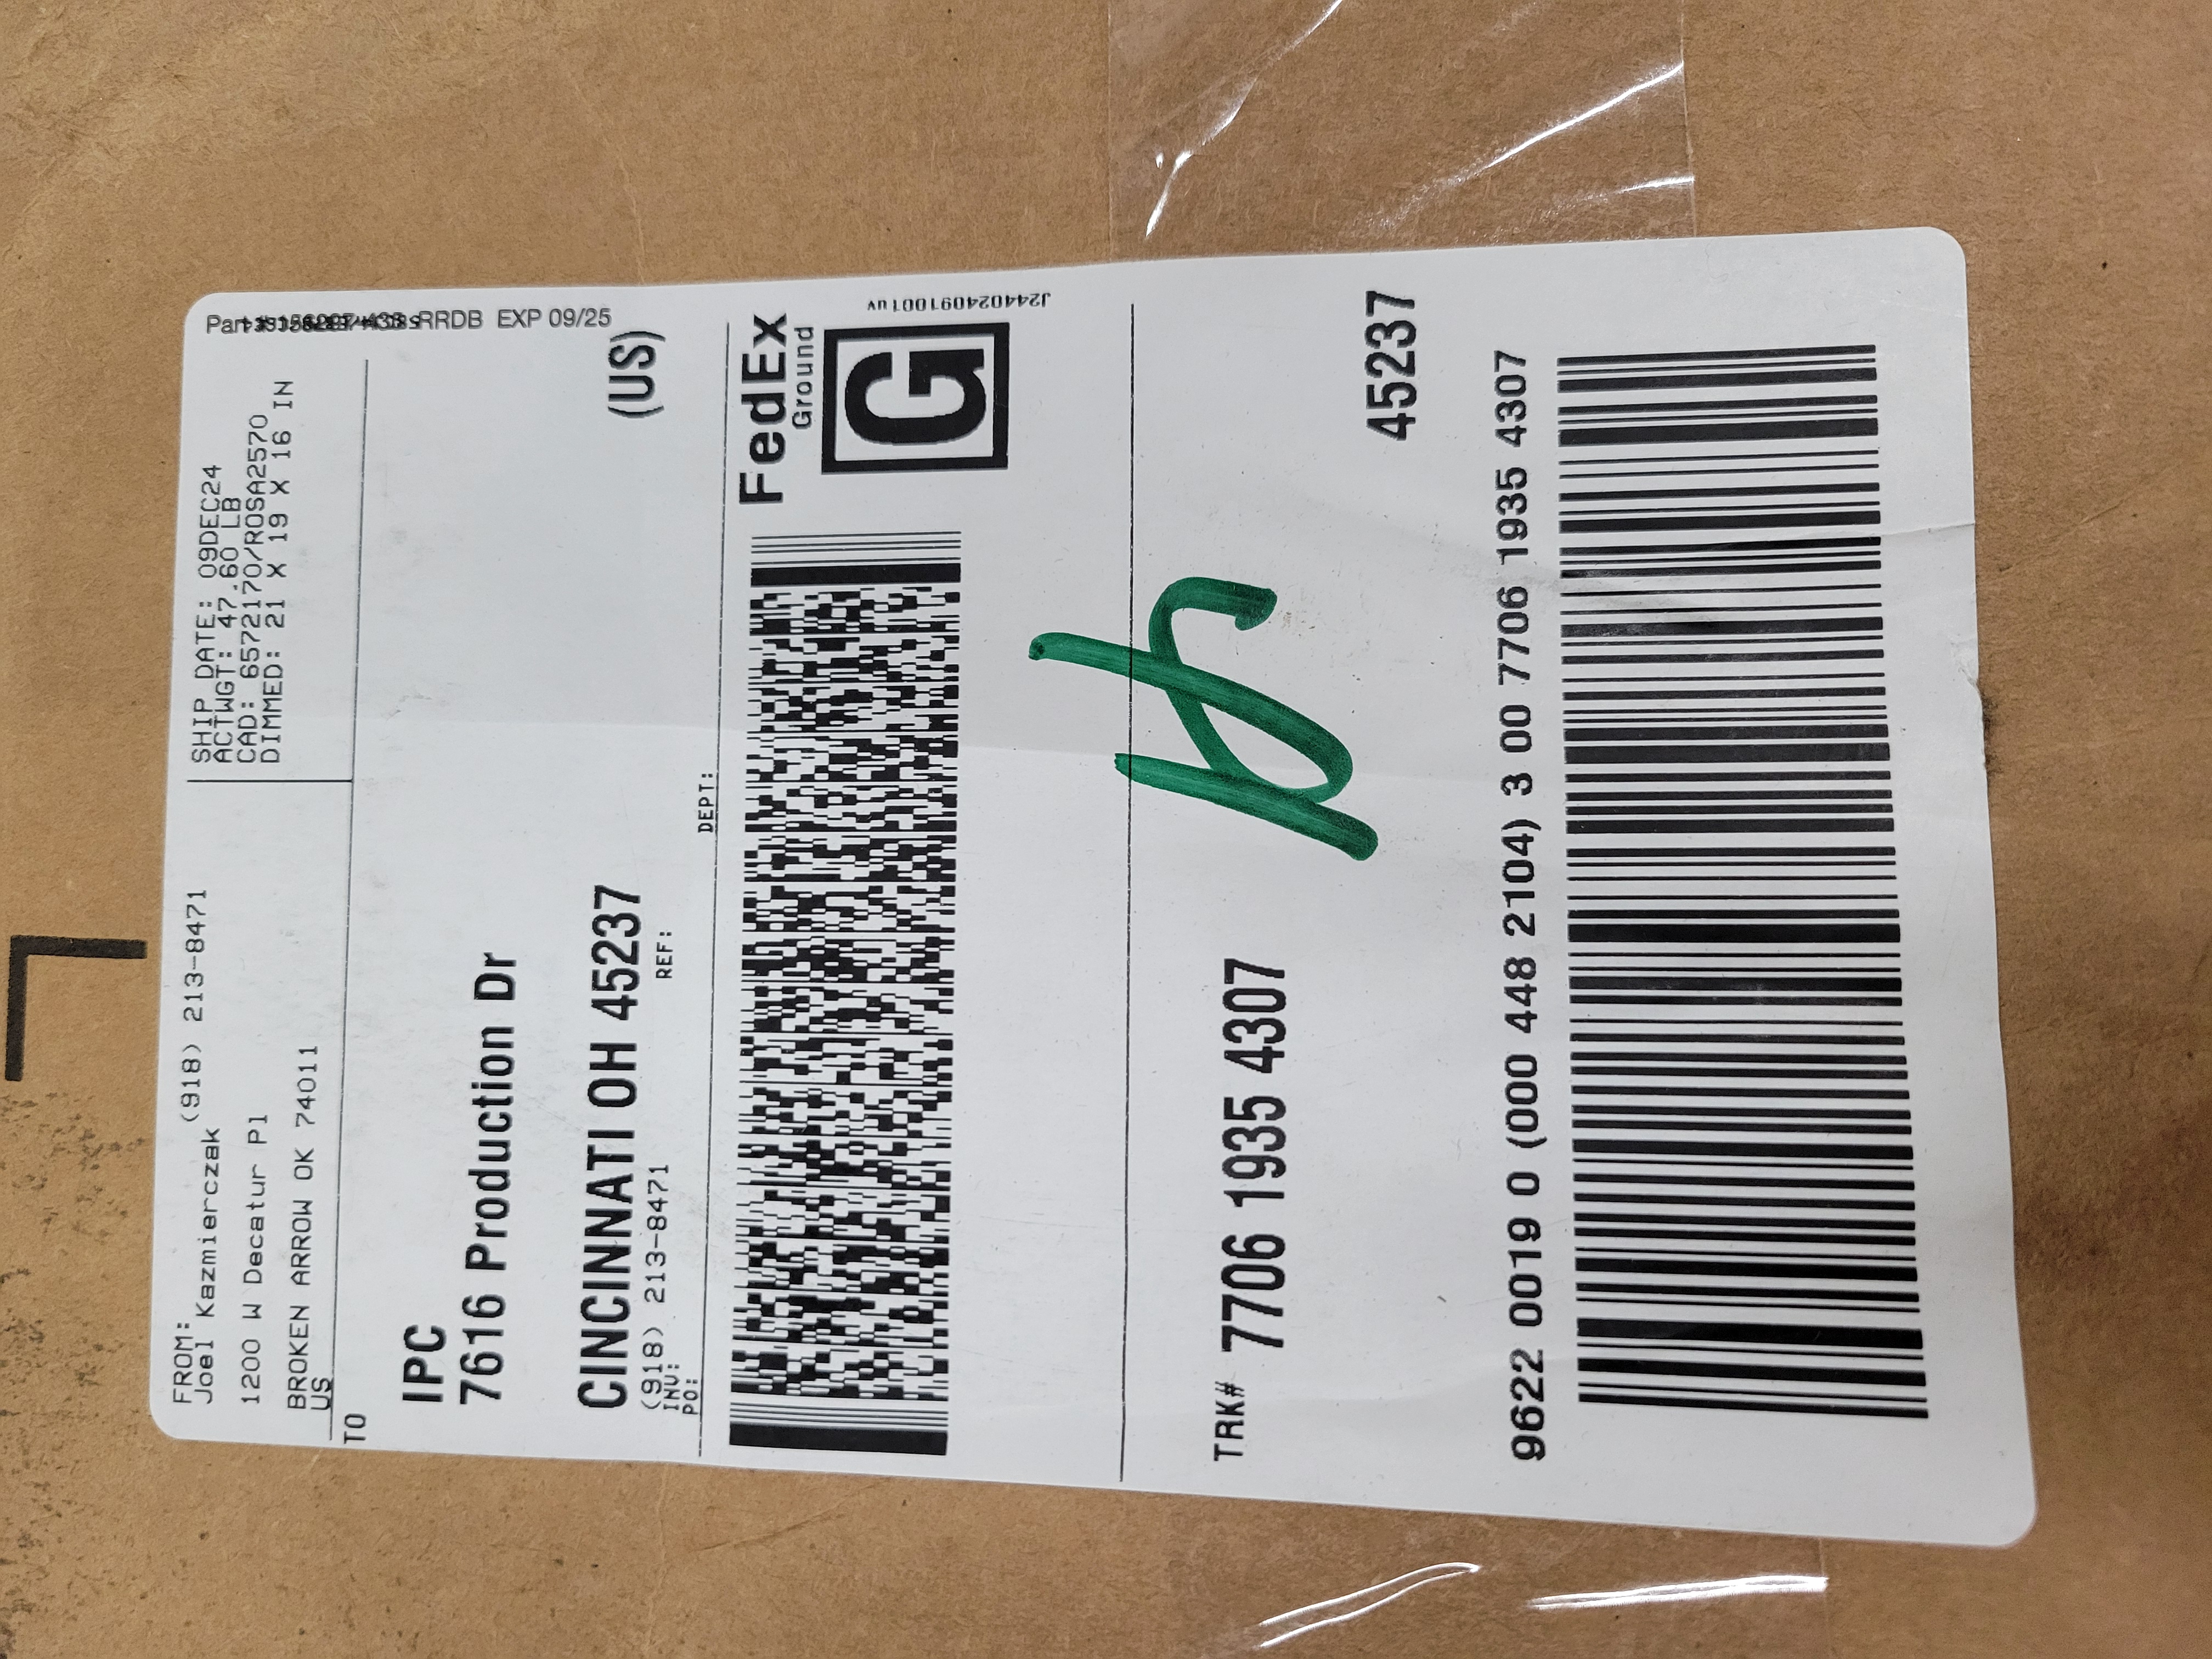 FROM:
Joel Kazmierczak (918) 213-8471
1200 W Decatur Pl
BROKEN ARROW OK 74011
US
SHIP DATE: 09DEC24
ACTWGT: 47.60 LB
CAD: 6572170/ROSA2570
DIMMED: 21 X 19 X 16 IN
RRDB EXP 09/25
TO
IPC
7616 Production Dr
CINCINNATI OH 45237
(US)
(918) 213-8471
REF:
INV:
PO:
DEPT:
FedEx
Ground
G
J244024091001uv
TRK# 7706 1935 4307
45237
9622 0019 0 (000 448 2104) 3 00 7706 1935 4307